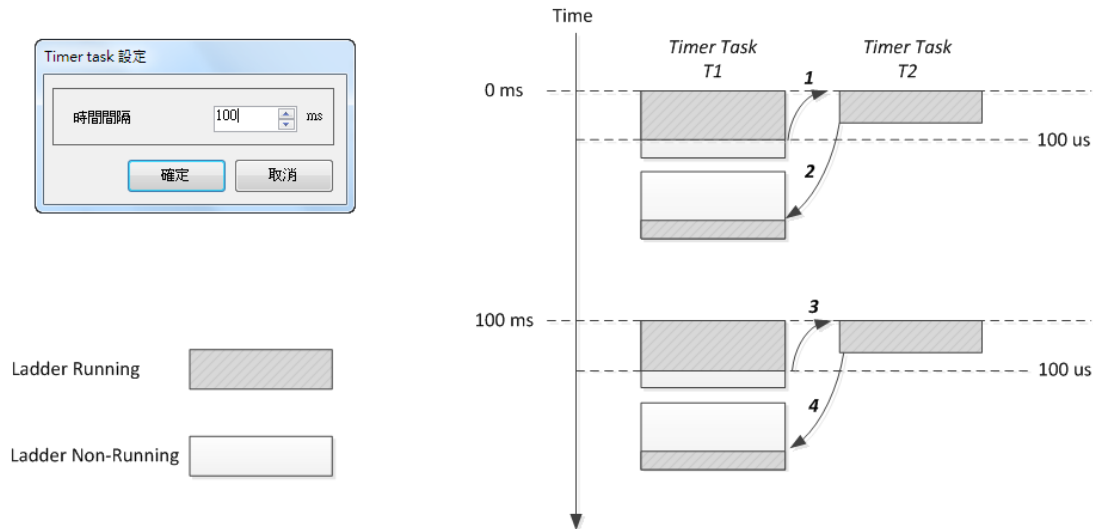 Timer task 設定
時間間隔 100 ms
確定 取消
Ladder Running
Ladder Non-Running
Time
Timer Task
T1
Timer Task
T2
0 ms
1
100 us
2
100 ms
3
100 us
4